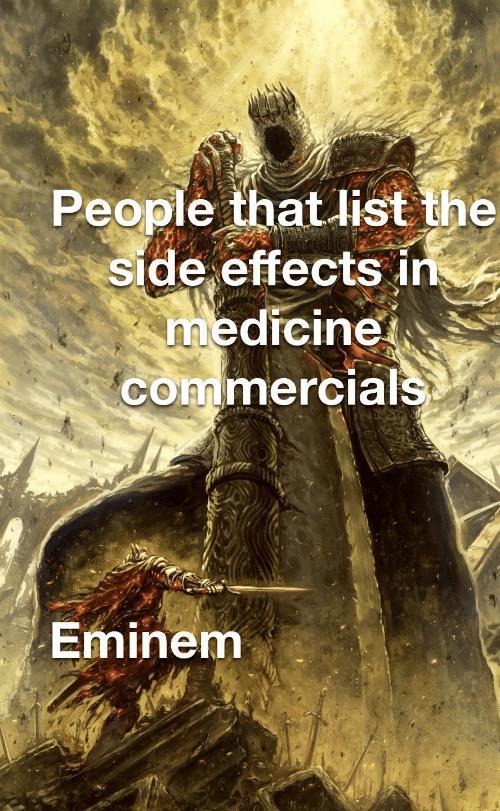 People that list the
side effects in
medicine
commercials
Eminem